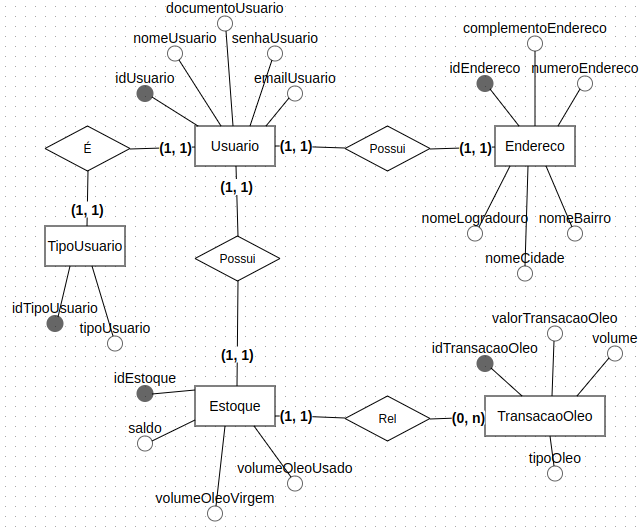 documentoUsuario
complementoEndereco
nomeUsuario
senhaUsuario
idUsuario
emailUsuario
idEndereco
numeroEndereco
É
(1, 1)
Usuario
(1, 1)
Possui
(1, 1)
Endereco
(1, 1)
(1, 1)
nomeLogradouro
nomeBairro
TipoUsuario
Possui
nomeCidade
idTipoUsuario
tipoUsuario
valorTransacaoOleo
volume
idTransacaoOleo
(1, 1)
idEstoque
Estoque
(1, 1)
Rel
(0, n)
TransacaoOleo
saldo
volumeOleoUsado
tipoOleo
volumeOleoVirgem